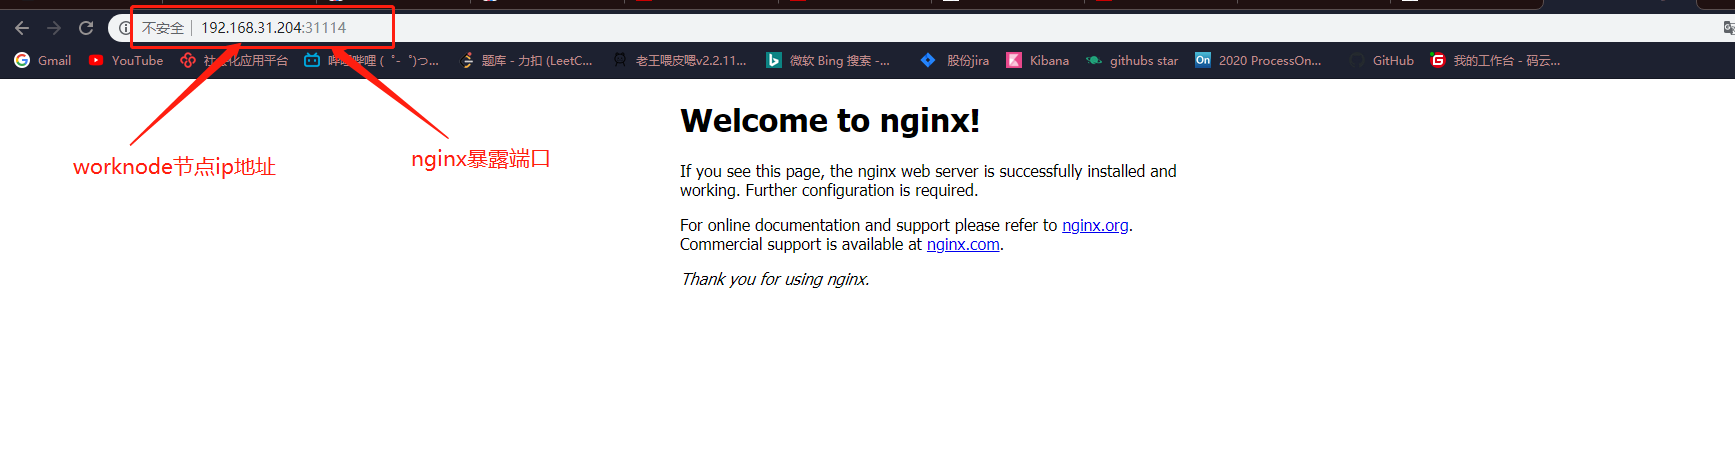 不安全 192.168.31.204:31114
Gmail YouTube 社会化应用平台 哔哩哔哩 ( ゜- ゜)つ... 题库 - 力扣 (LeetC... 老王喂皮嗯v2.2.11... 微软 Bing 搜索 -... 股份jira Kibana githubs star 2020 ProcessOn... GitHub 我的工作台 - 码云...
worknode节点ip地址
nginx暴露端口
Welcome to nginx!
If you see this page, the nginx web server is successfully installed and
working. Further configuration is required.
For online documentation and support please refer to nginx.org.
Commercial support is available at nginx.com.
Thank you for using nginx.